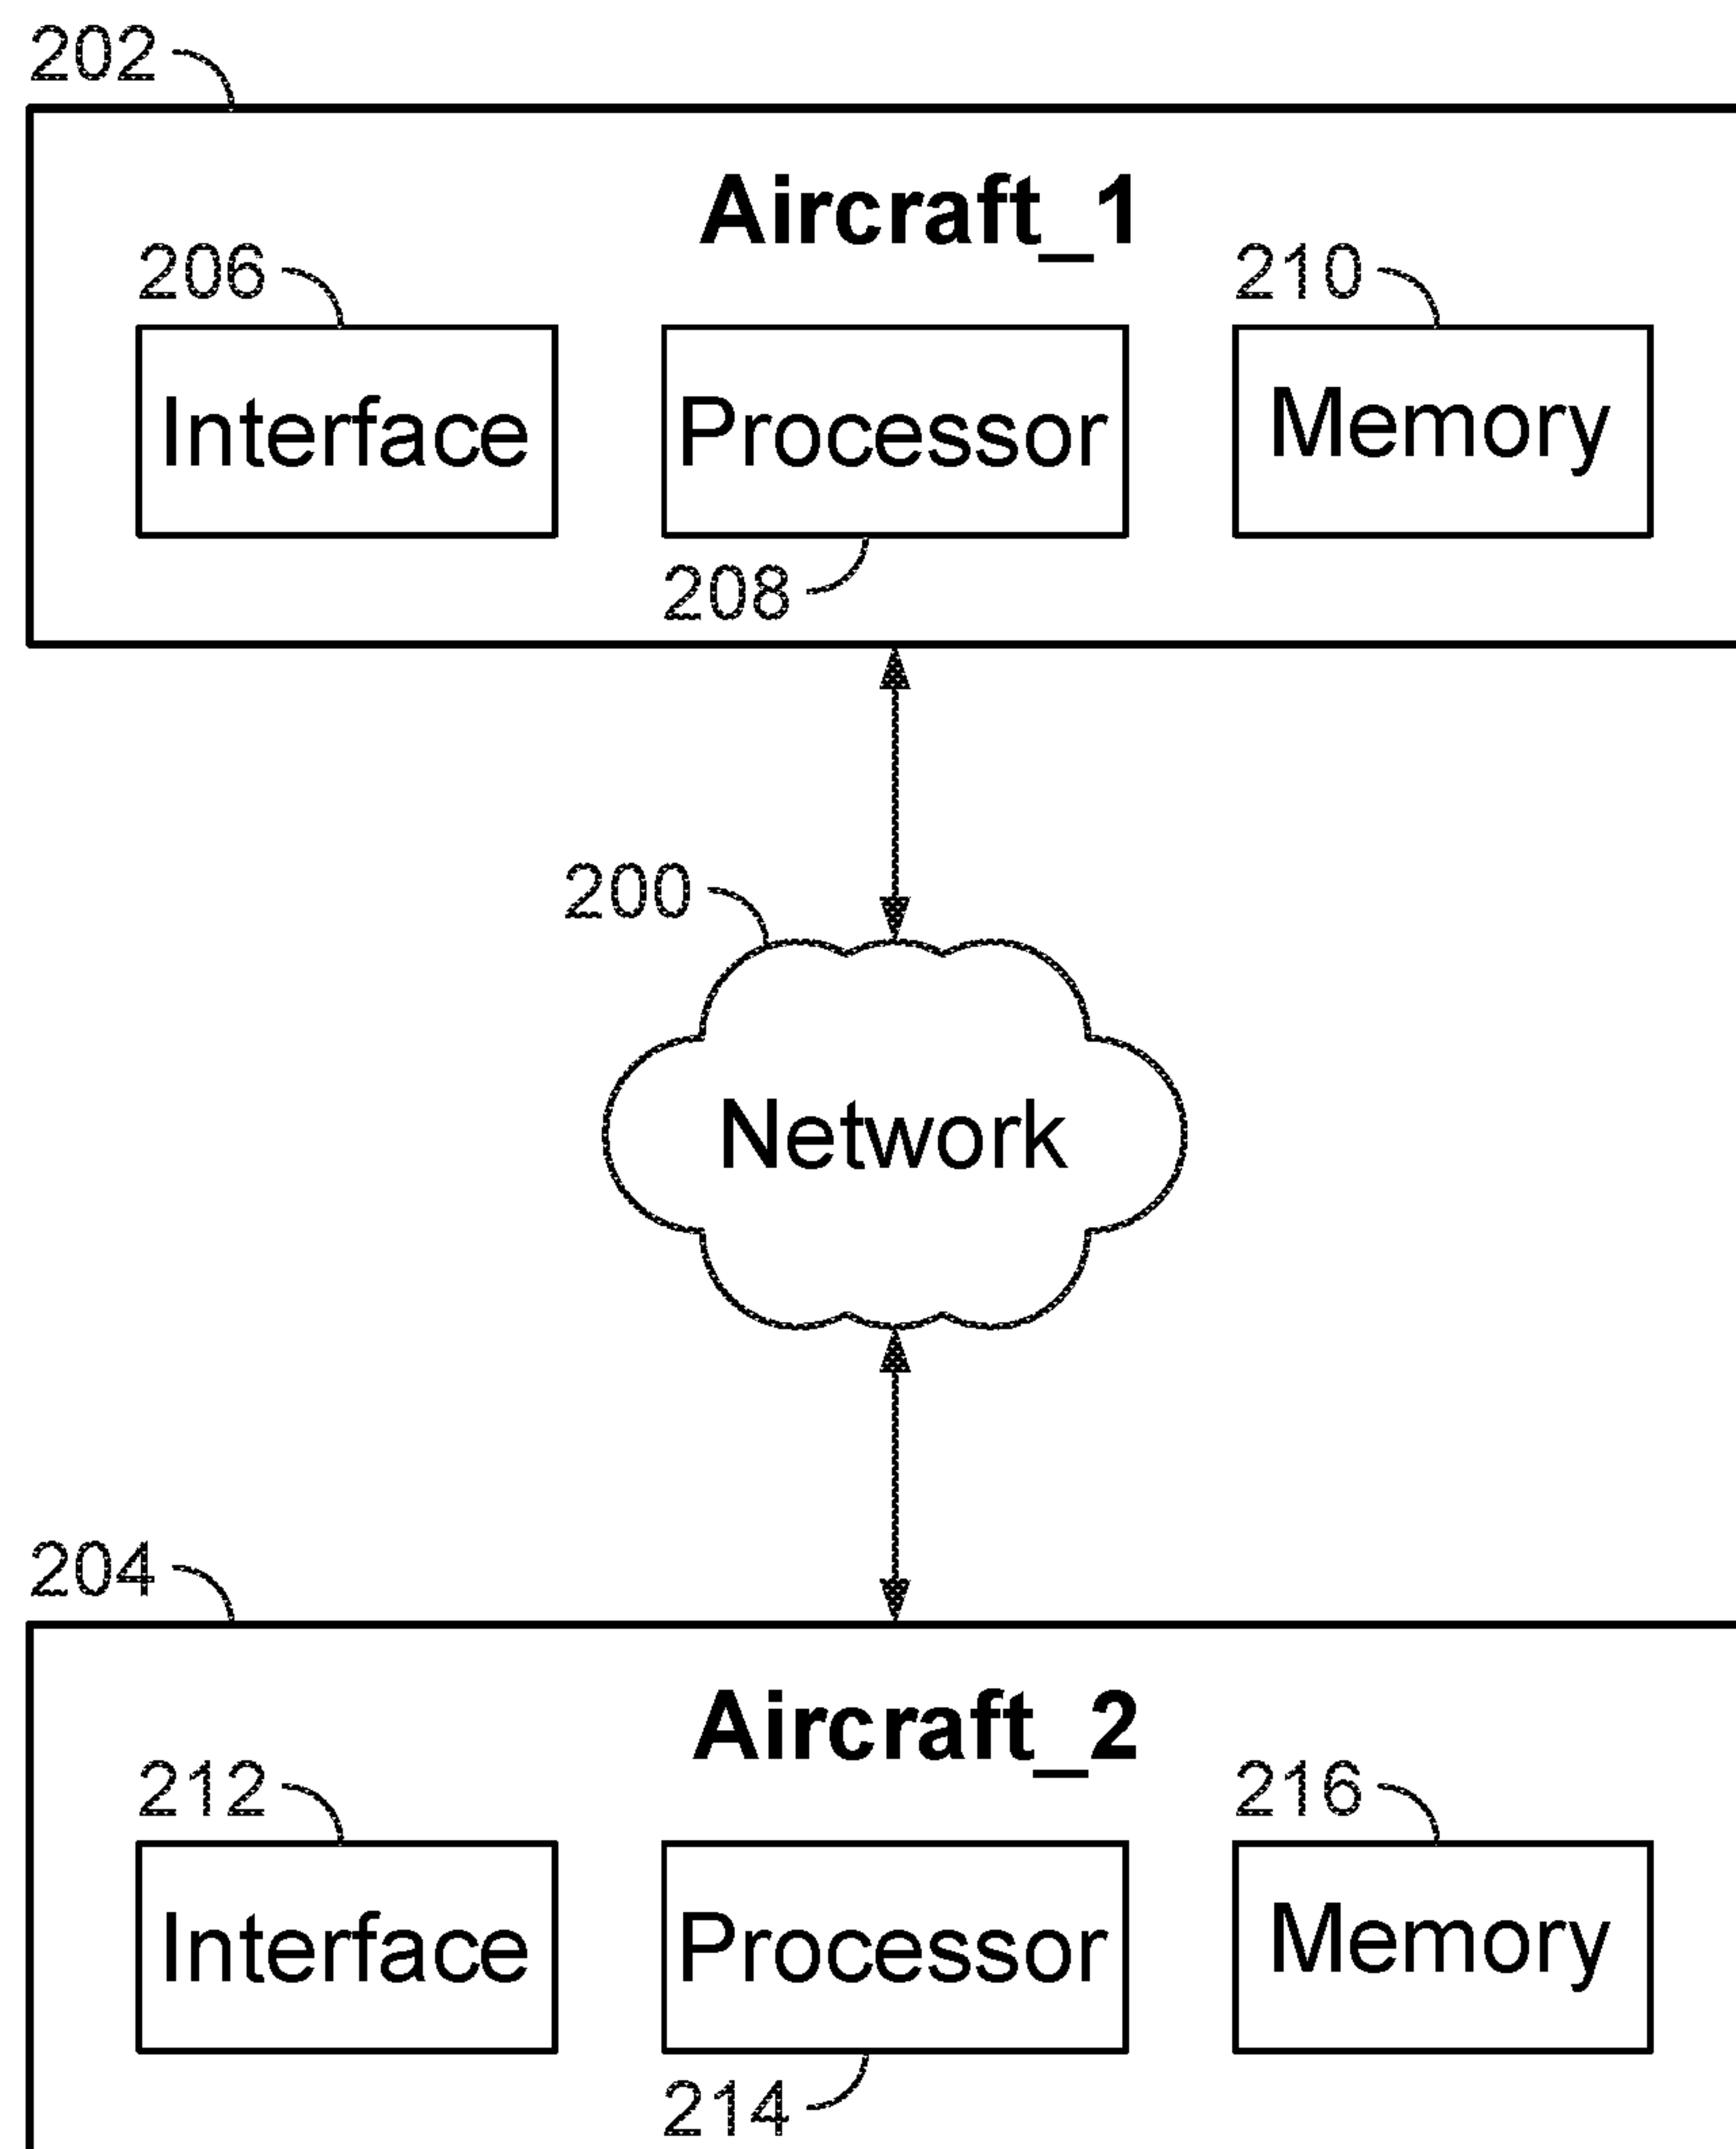 202
Aircraft_1
206
210
Interface
Processor
Memory
208
200
Network
204
Aircraft_2
212
216
Interface
Processor
Memory
214